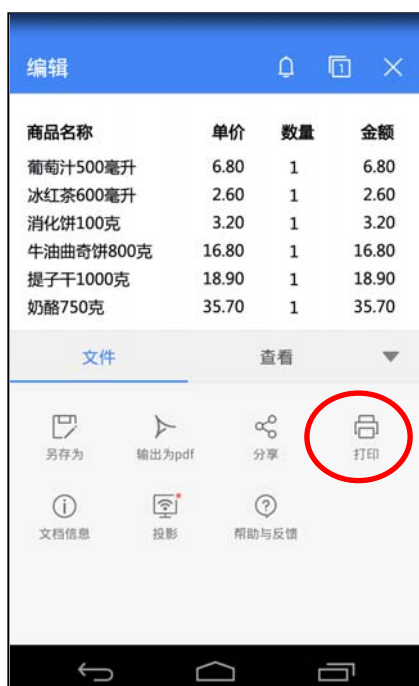 编辑 1
商品名称 单价 数量 金额
葡萄汁500毫升 6.80 1 6.80
冰红茶600毫升 2.60 1 2.60
消化饼100克 3.20 1 3.20
牛油曲奇饼800克 16.80 1 16.80
提子干1000克 18.90 1 18.90
奶酪750克 35.70 1 35.70
文件 查看
另存为 输出为pdf 分享 打印
文档信息 投影 帮助与反馈